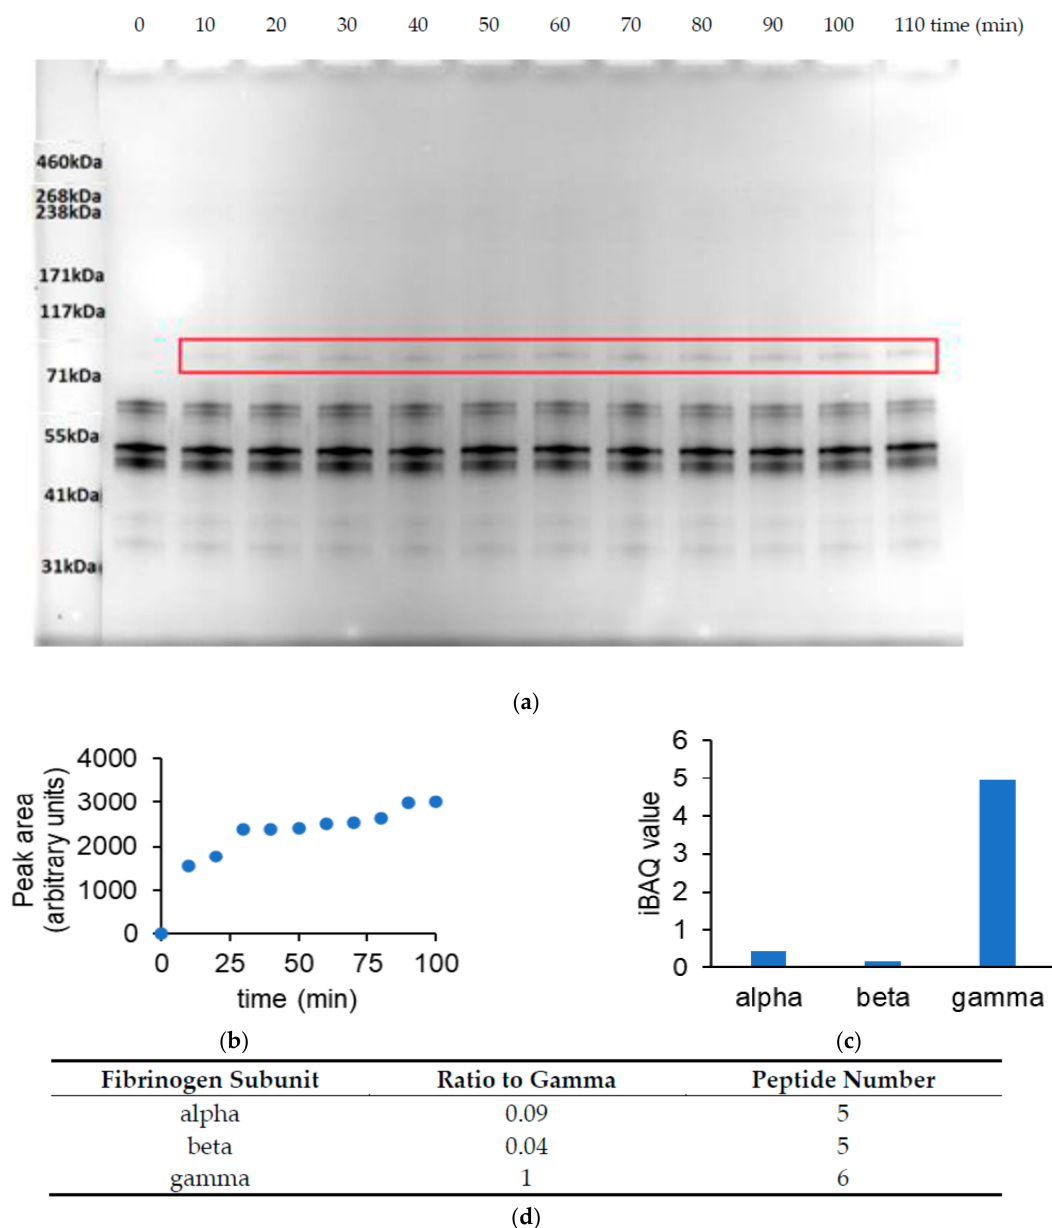 0 10 20 30 40 50 60 70 80 90 100 110 time (min)
460kDa
268kDa
238kDa
171kDa
117kDa
71kDa
55kDa
41kDa
31kDa
(a)
Peak area
(arbitrary units)
4000
3000
2000
1000
0
0 25 50 75 100
time (min)
(b)
iBAQ value
6
5
4
3
2
1
0
alpha beta gamma
(c)
Fibrinogen Subunit Ratio to Gamma Peptide Number
alpha 0.09 5
beta 0.04 5
gamma 1 6
(d)